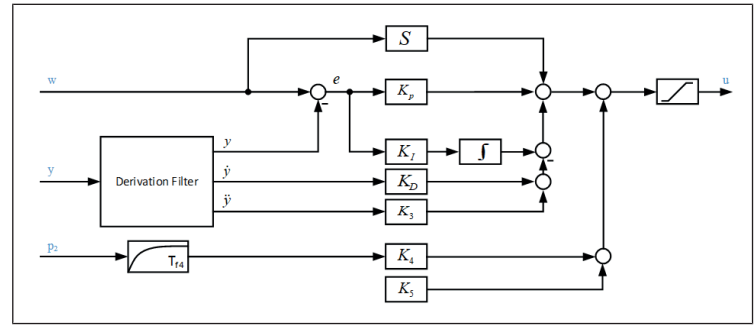 S
w
e
K_p
u
y
K_I
∫
y
Derivation Filter
ẏ
K_D
ÿ
K_3
p_2
T_f4
K_4
K_5